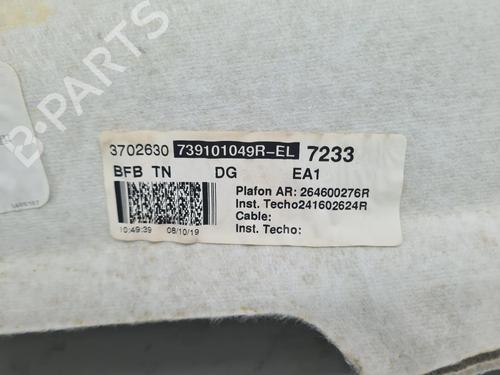 B-PARTS
3702630 739101049R-EL 7233
BFB TN DG EA1
Plafon AR: 264600276R
Inst. Techo241602624R
Cable:
Inst. Techo:
10:49:39 08/10/19